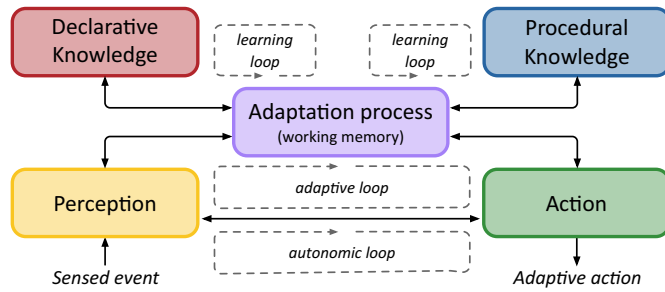 Declarative
Knowledge
learning
loop
learning
loop
Procedural
Knowledge
Adaptation process
(working memory)
Perception
adaptive loop
Action
autonomic loop
Sensed event
Adaptive action